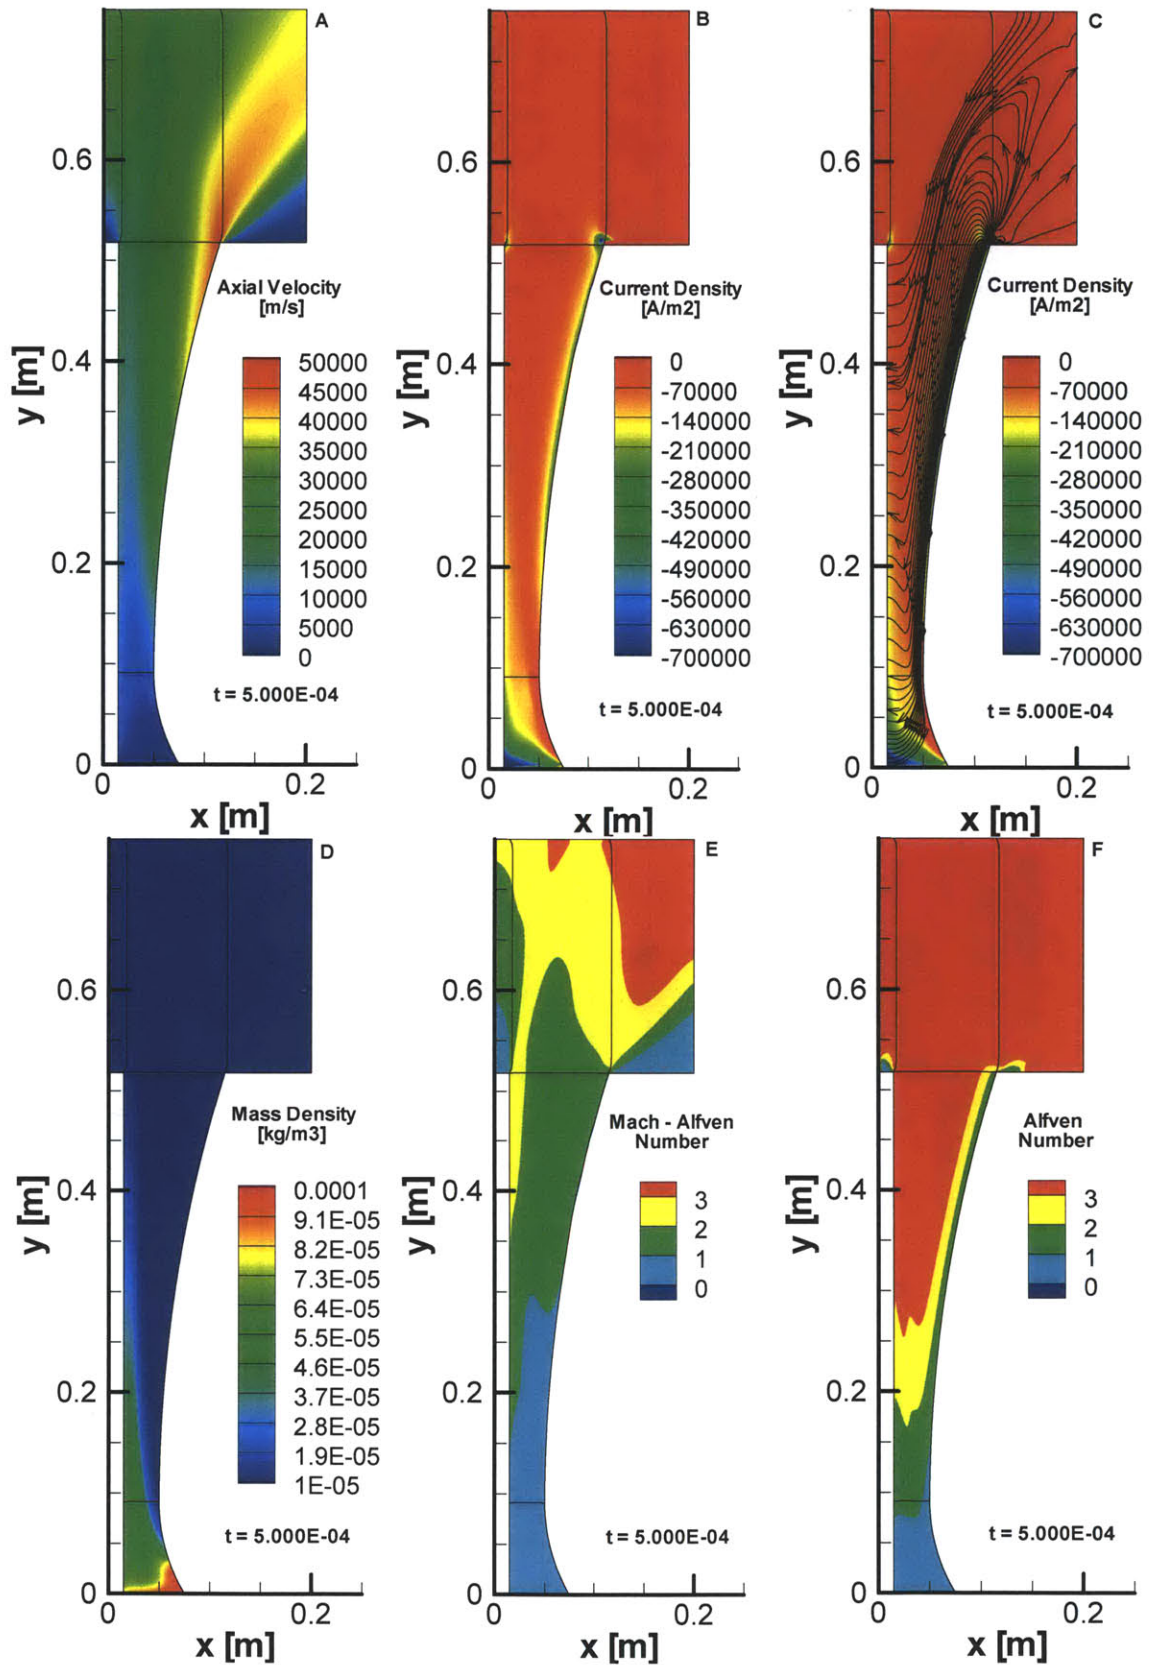 A
0.6
0.4
0.2
0
y [m]
Axial Velocity
[m/s]
50000
45000
40000
35000
30000
25000
20000
15000
10000
5000
0
t = 5.000E-04
0
0.2
x [m]
B
0.6
0.4
0.2
0
y [m]
Current Density
[A/m2]
0
-70000
-140000
-210000
-280000
-350000
-420000
-490000
-560000
-630000
-700000
t = 5.000E-04
0
0.2
x [m]
C
0.6
0.4
0.2
0
y [m]
Current Density
[A/m2]
0
-70000
-140000
-210000
-280000
-350000
-420000
-490000
-560000
-630000
-700000
t = 5.000E-04
0
0.2
x [m]
D
0.6
0.4
0.2
0
y [m]
Mass Density
[kg/m3]
0.0001
9.1E-05
8.2E-05
7.3E-05
6.4E-05
5.5E-05
4.6E-05
3.7E-05
2.8E-05
1.9E-05
1E-05
t = 5.000E-04
0
0.2
x [m]
E
0.6
0.4
0.2
0
y [m]
Mach - Alfven
Number
3
2
1
0
t = 5.000E-04
0
0.2
x [m]
F
0.6
0.4
0.2
0
y [m]
Alfven
Number
3
2
1
0
t = 5.000E-04
0
0.2
x [m]